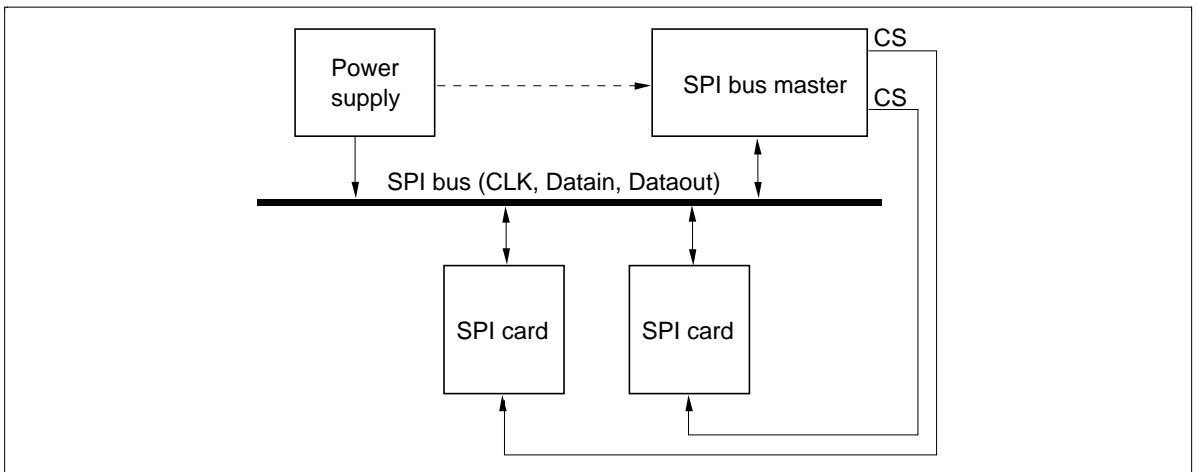 CS
Power
supply
SPI bus master
CS
SPI bus (CLK, Datain, Dataout)
SPI card
SPI card